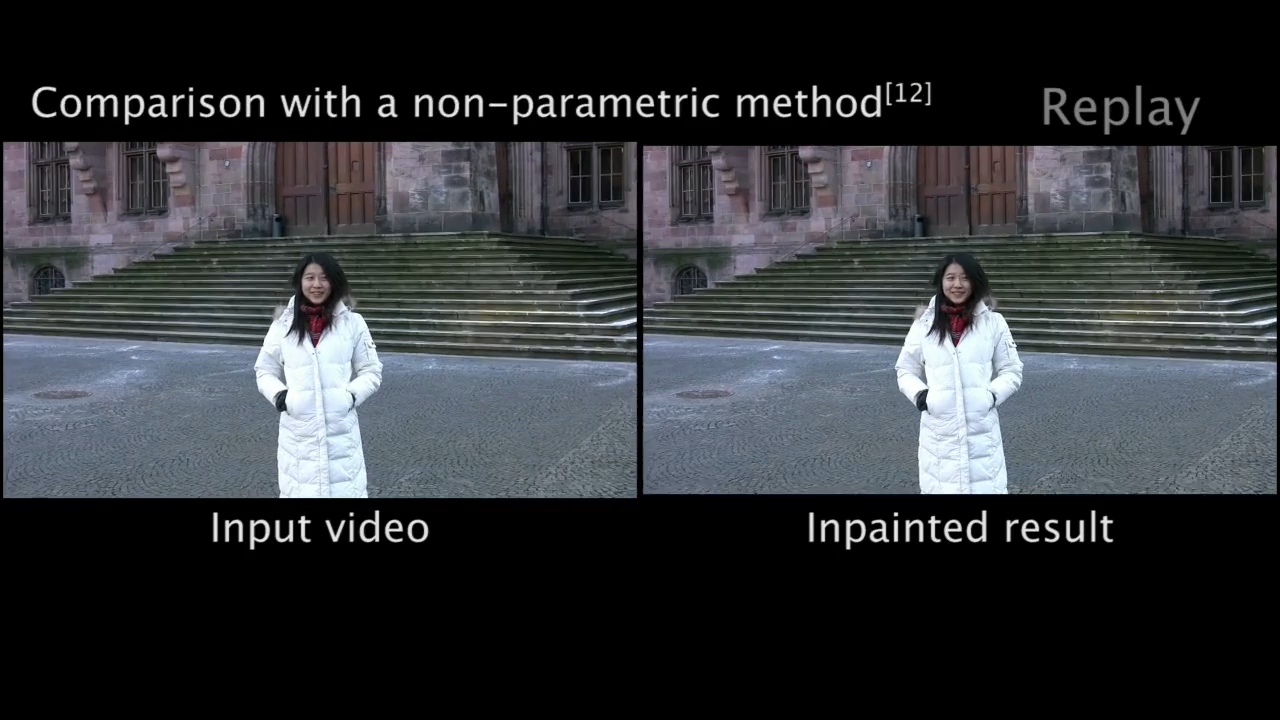 Comparison with a non-parametric method[12]
Replay
Input video
Inpainted result